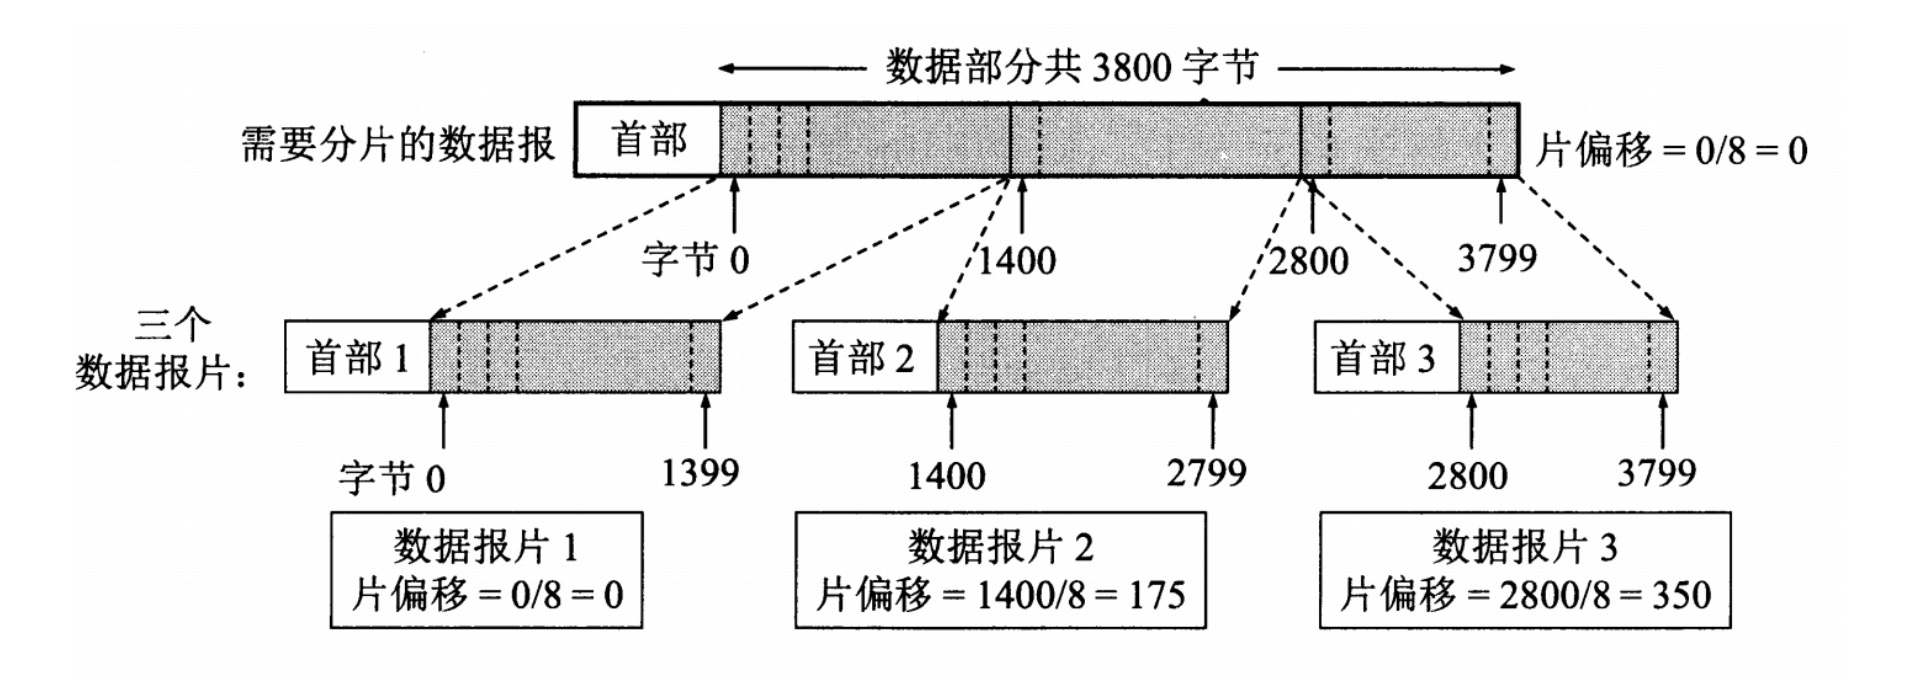 数据部分共 3800 字节
需要分片的数据报 首部 片偏移 = 0/8 = 0
字节 0 1400 2800 3799
三个
数据报片： 首部 1 首部 2 首部 3
字节 0 1399 1400 2799 2800 3799
数据报片 1 数据报片 2 数据报片 3
片偏移 = 0/8 = 0 片偏移 = 1400/8 = 175 片偏移 = 2800/8 = 350